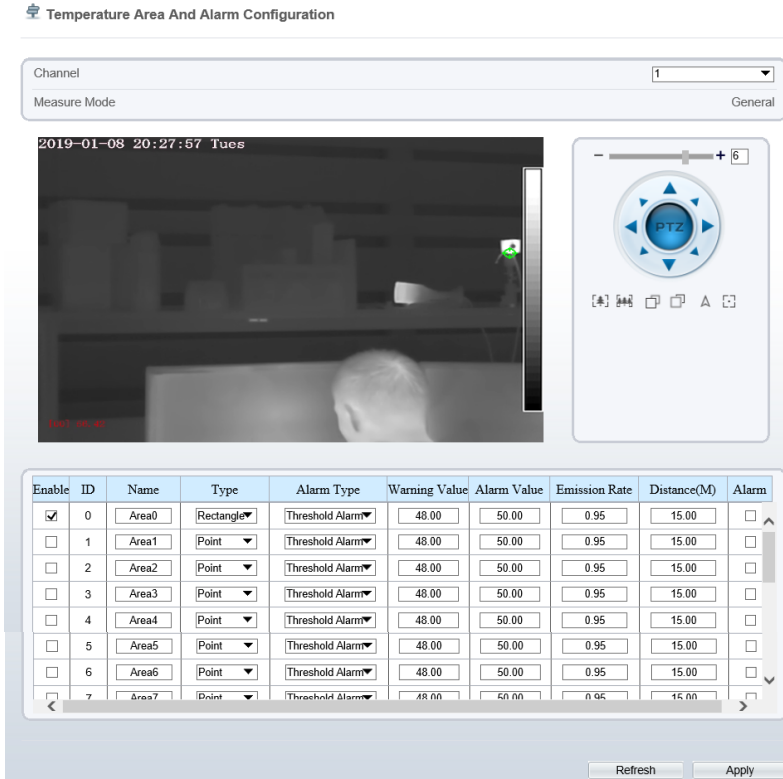 Temperature Area And Alarm Configuration
Channel 1
Measure Mode General
2019-01-08 20:27:57 Tues
6
PTZ
Enable ID Name Type Alarm Type Warning Value Alarm Value Emission Rate Distance(M) Alarm
0 Area0 Rectangle Threshold Alarm 48.00 50.00 0.95 15.00
1 Area1 Point Threshold Alarm 48.00 50.00 0.95 15.00
2 Area2 Point Threshold Alarm 48.00 50.00 0.95 15.00
3 Area3 Point Threshold Alarm 48.00 50.00 0.95 15.00
4 Area4 Point Threshold Alarm 48.00 50.00 0.95 15.00
5 Area5 Point Threshold Alarm 48.00 50.00 0.95 15.00
6 Area6 Point Threshold Alarm 48.00 50.00 0.95 15.00
7 Area7 Point Threshold Alarm 48.00 50.00 0.95 15.00
Refresh Apply